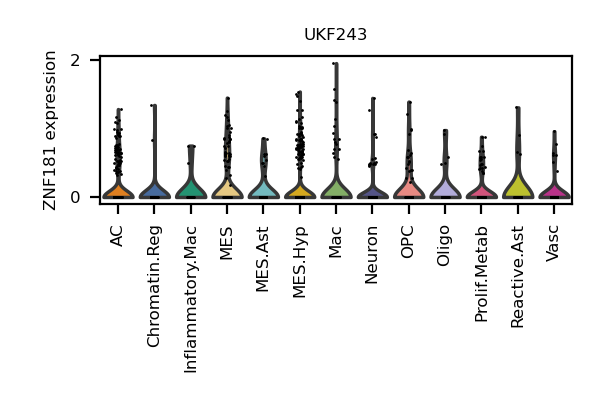 UKF243
ZNF181 expression
2
0
AC
Chromatin.Reg
Inflammatory.Mac
MES
MES.Ast
MES.Hyp
Mac
Neuron
OPC
Oligo
Prolif.Metab
Reactive.Ast
Vasc